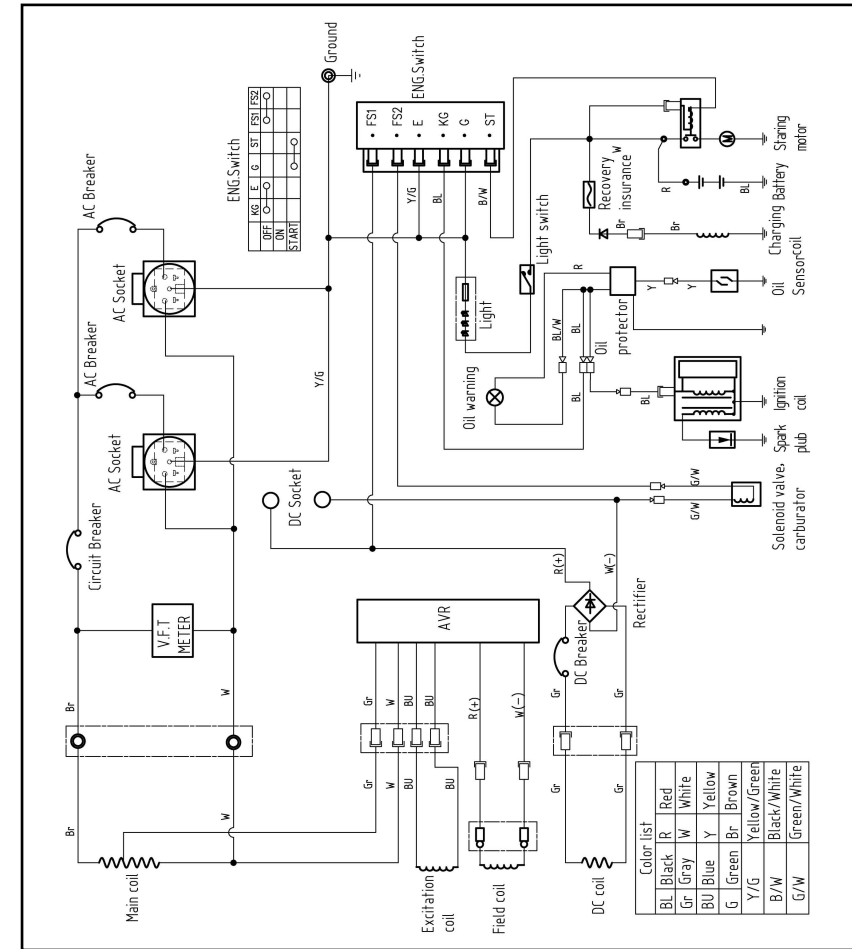 AC Breaker
AC Breaker
Circuit Breaker
AC Socket
AC Socket
V.F.T
METER
Br
W
Br
W
Main coil
ENG.Switch
KG E G ST FS1 FS2
OFF
ON
START
Ground
ENG.Switch
FS1
FS2
E
KG
G
ST
Y/G
Y/G
BL
B/W
Light
Light switch
DC Socket
AVR
Gr
W
BU
BU
R(+)
W(-)
Gr
W
BU
BU
Excitation
coil
Field coil
R(+)
W(-)
DC Breaker
Rectifier
Gr
Gr
Gr
Gr
DC coil
Oil warning
BL/W
BL
BL
R
Oil
protector
BL
Y
Y
G/W
G/W
Recovery
insurance
W
Br
Br
R
BL
M
Solenoid valve.
carburator
Spark
plub
Ignition
coil
Oil
Sensor
Charging
coil
Battery
Staring
motor
Color list
BL Black R Red
Gr Gray W White
BU Blue Y Yellow
G Green Br Brown
Y/G Yellow/Green
B/W Black/White
G/W Green/White